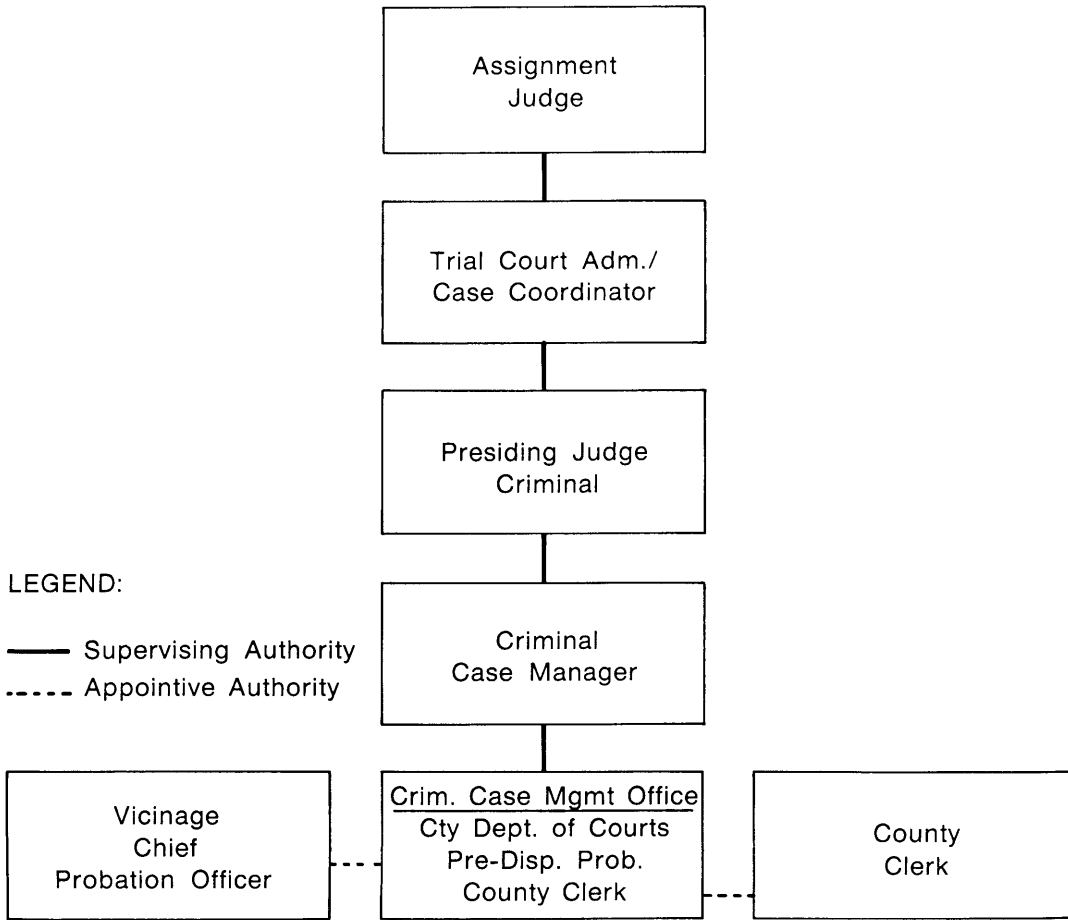 Assignment
Judge
Trial Court Adm./
Case Coordinator
Presiding Judge
Criminal
LEGEND:
Supervising Authority
Appointive Authority
Criminal
Case Manager
Vicinage
Chief
Probation Officer
Crim. Case Mgmt Office
Cty Dept. of Courts
Pre-Disp. Prob.
County Clerk
County
Clerk